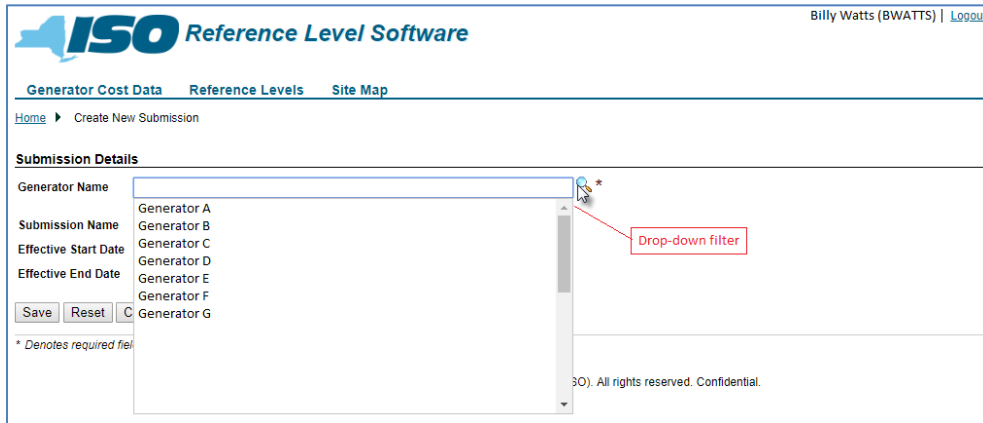 Billy Watts (BWATTS) | Logou
ISO Reference Level Software
Generator Cost Data Reference Levels Site Map
Home Create New Submission
Submission Details
Generator Name *
Generator A
Generator B
Generator C
Generator D
Generator E
Generator F
Generator G
Drop-down filter
Submission Name
Effective Start Date
Effective End Date
Save Reset C
* Denotes required fiel
SO). All rights reserved. Confidential.